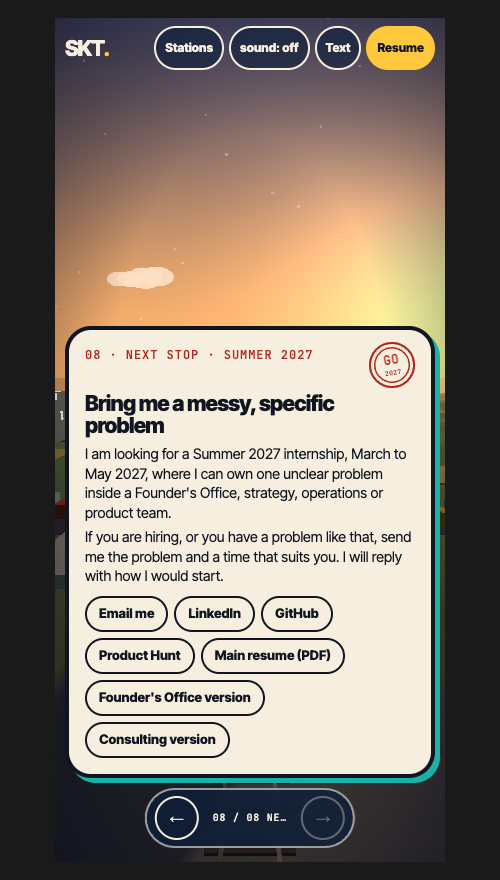 SKT.
Stations
sound: off
Text
Resume
08 · NEXT STOP · SUMMER 2027
GO
2027
Bring me a messy, specific
problem
I am looking for a Summer 2027 internship, March to
May 2027, where I can own one unclear problem
inside a Founder's Office, strategy, operations or
product team.
If you are hiring, or you have a problem like that, send
me the problem and a time that suits you. I will reply
with how I would start.
Email me
LinkedIn
GitHub
Product Hunt
Main resume (PDF)
Founder's Office version
Consulting version
← 08 / 08 NE… →